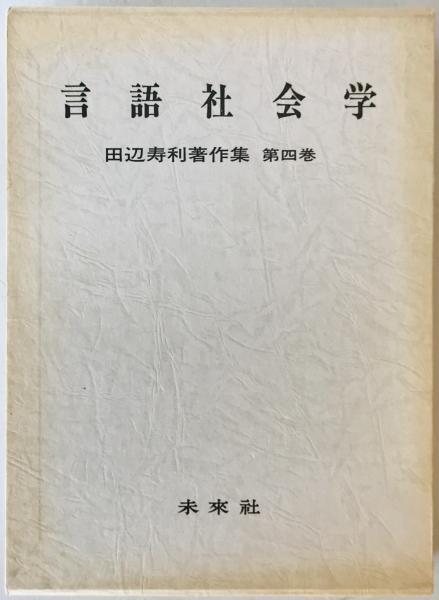 言語社会学
田辺寿利著作集 第四巻
未來社